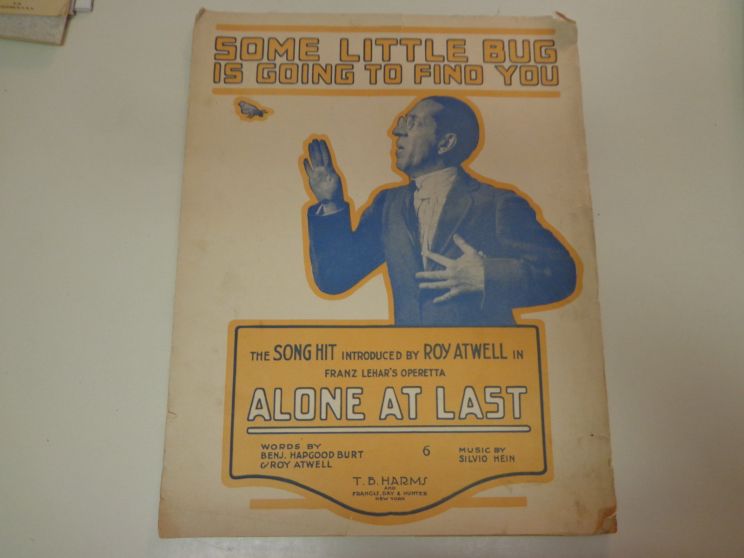 SOME LITTLE BUG
IS GOING TO FIND YOU
THE SONG HIT INTRODUCED BY ROY ATWELL IN
FRANZ LEHAR'S OPERETTA
ALONE AT LAST
WORDS BY
BENJ. HAPGOOD BURT
& ROY ATWELL
6
MUSIC BY
SILVIO HEIN
T. B. HARMS
AND
FRANCIS, DAY & HUNTER
NEW YORK